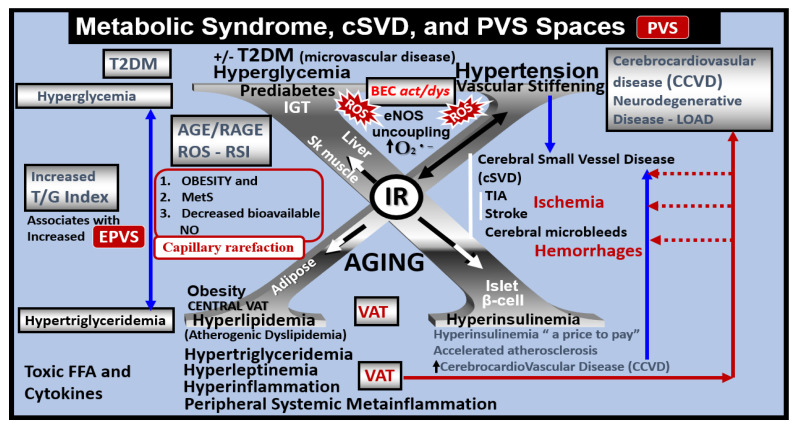 Metabolic Syndrome, cSVD, and PVS Spaces PVS
T2DM
Hyperglycemia
+/- T2DM (microvascular disease)
Hyperglycemia
Prediabetes
IGT
BEC act/dys
ROS
ROS
eNOS
uncoupling
↑O₂•−
Hypertension
Vascular Stiffening
Cerebrocardiovasular
disease (CCVD)
Neurodegenerative
Disease - LOAD
AGE/RAGE
ROS - RSI
Liver
Sk muscle
IR
Increased
T/G Index
Associates with
Increased EPVS
1. OBESITY and
2. MetS
3. Decreased bioavailable
NO
Capillary rarefaction
Cerebral Small Vessel Disease
(cSVD)
TIA
Stroke
Ischemia
Cerebral microbleeds
Hemorrhages
Adipose
AGING
Islet
β-cell
Hypertriglyceridemia
Obesity
CENTRAL VAT
Hyperlipidemia
(Atherogenic Dyslipidemia)
VAT
Hyperinsulinemia
Hyperinsulinemia “ a price to pay”
Accelerated atherosclerosis
↑CerebrocardioVascular Disease (CCVD)
Toxic FFA and
Cytokines
Hypertriglyceridemia
Hyperleptinemia
Hyperinflammation
VAT
Peripheral Systemic Metainflammation